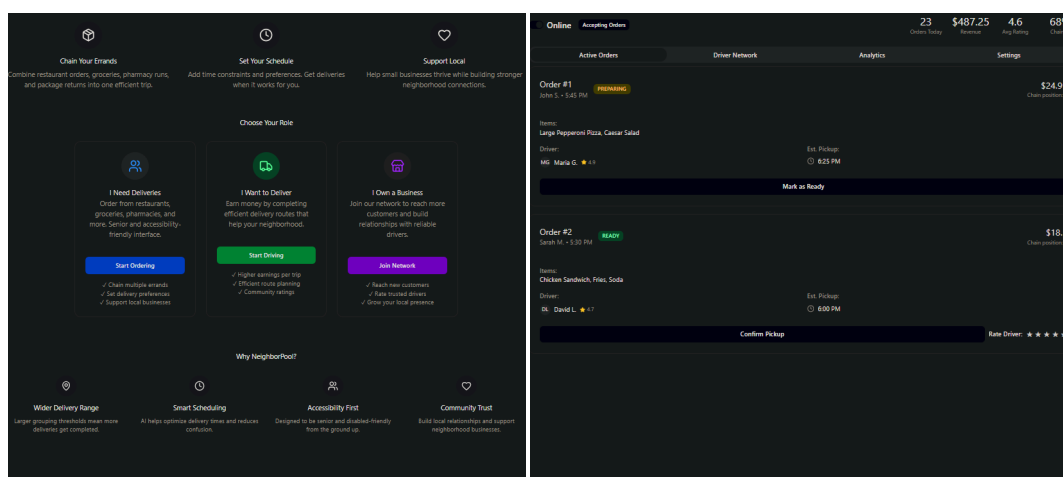 Chain Your Errands
Combine restaurant orders, groceries, pharmacy runs,
and package returns into one efficient trip.
Set Your Schedule
Add time constraints and preferences. Get deliveries
when it works for you.
Support Local
Help small businesses thrive while building stronger
neighborhood connections.
Choose Your Role
I Need Deliveries
Order from restaurants,
groceries, pharmacies, and
more. Senior and accessibility-
friendly interface.
Start Ordering
✓ Chain multiple errands
✓ Set delivery preferences
✓ Support local businesses
I Want to Deliver
Earn money by completing
efficient delivery routes that
help your neighborhood.
Start Driving
✓ Higher earnings per trip
✓ Efficient route planning
✓ Community ratings
I Own a Business
Join our network to reach more
customers and build
relationships with reliable
drivers.
Join Network
✓ Reach new customers
✓ Rate trusted drivers
✓ Grow your local presence
Why NeighborPool?
Wider Delivery Range
Larger grouping thresholds mean more
deliveries get completed.
Smart Scheduling
AI helps optimize delivery times and reduces
confusion.
Accessibility First
Designed to be senior and disabled-friendly
from the ground up.
Community Trust
Build local relationships and support
neighborhood businesses.
Online Accepting Orders
23
Orders Today
$487.25
Revenue
4.6
Avg Rating
68%
Chain
Active Orders Driver Network Analytics Settings
Order #1 PREPARING $24.9
John S. • 5:45 PM Chain position:
Items:
Large Pepperoni Pizza, Caesar Salad
Driver: Est. Pickup:
MG Maria G. ★ 4.9 6:25 PM
Mark as Ready
Order #2 READY $18.
Sarah M. • 5:30 PM Chain position:
Items:
Chicken Sandwich, Fries, Soda
Driver: Est. Pickup:
DL David L. ★ 4.7 6:00 PM
Confirm Pickup Rate Driver: ★ ★ ★ ★